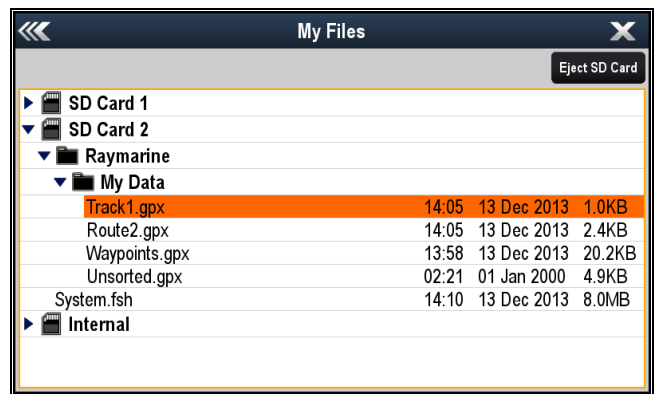 My Files
Eject SD Card
SD Card 1
SD Card 2
Raymarine
My Data
Track1.gpx 14:05 13 Dec 2013 1.0KB
Route2.gpx 14:05 13 Dec 2013 2.4KB
Waypoints.gpx 13:58 13 Dec 2013 20.2KB
Unsorted.gpx 02:21 01 Jan 2000 4.9KB
System.fsh 14:10 13 Dec 2013 8.0MB
Internal